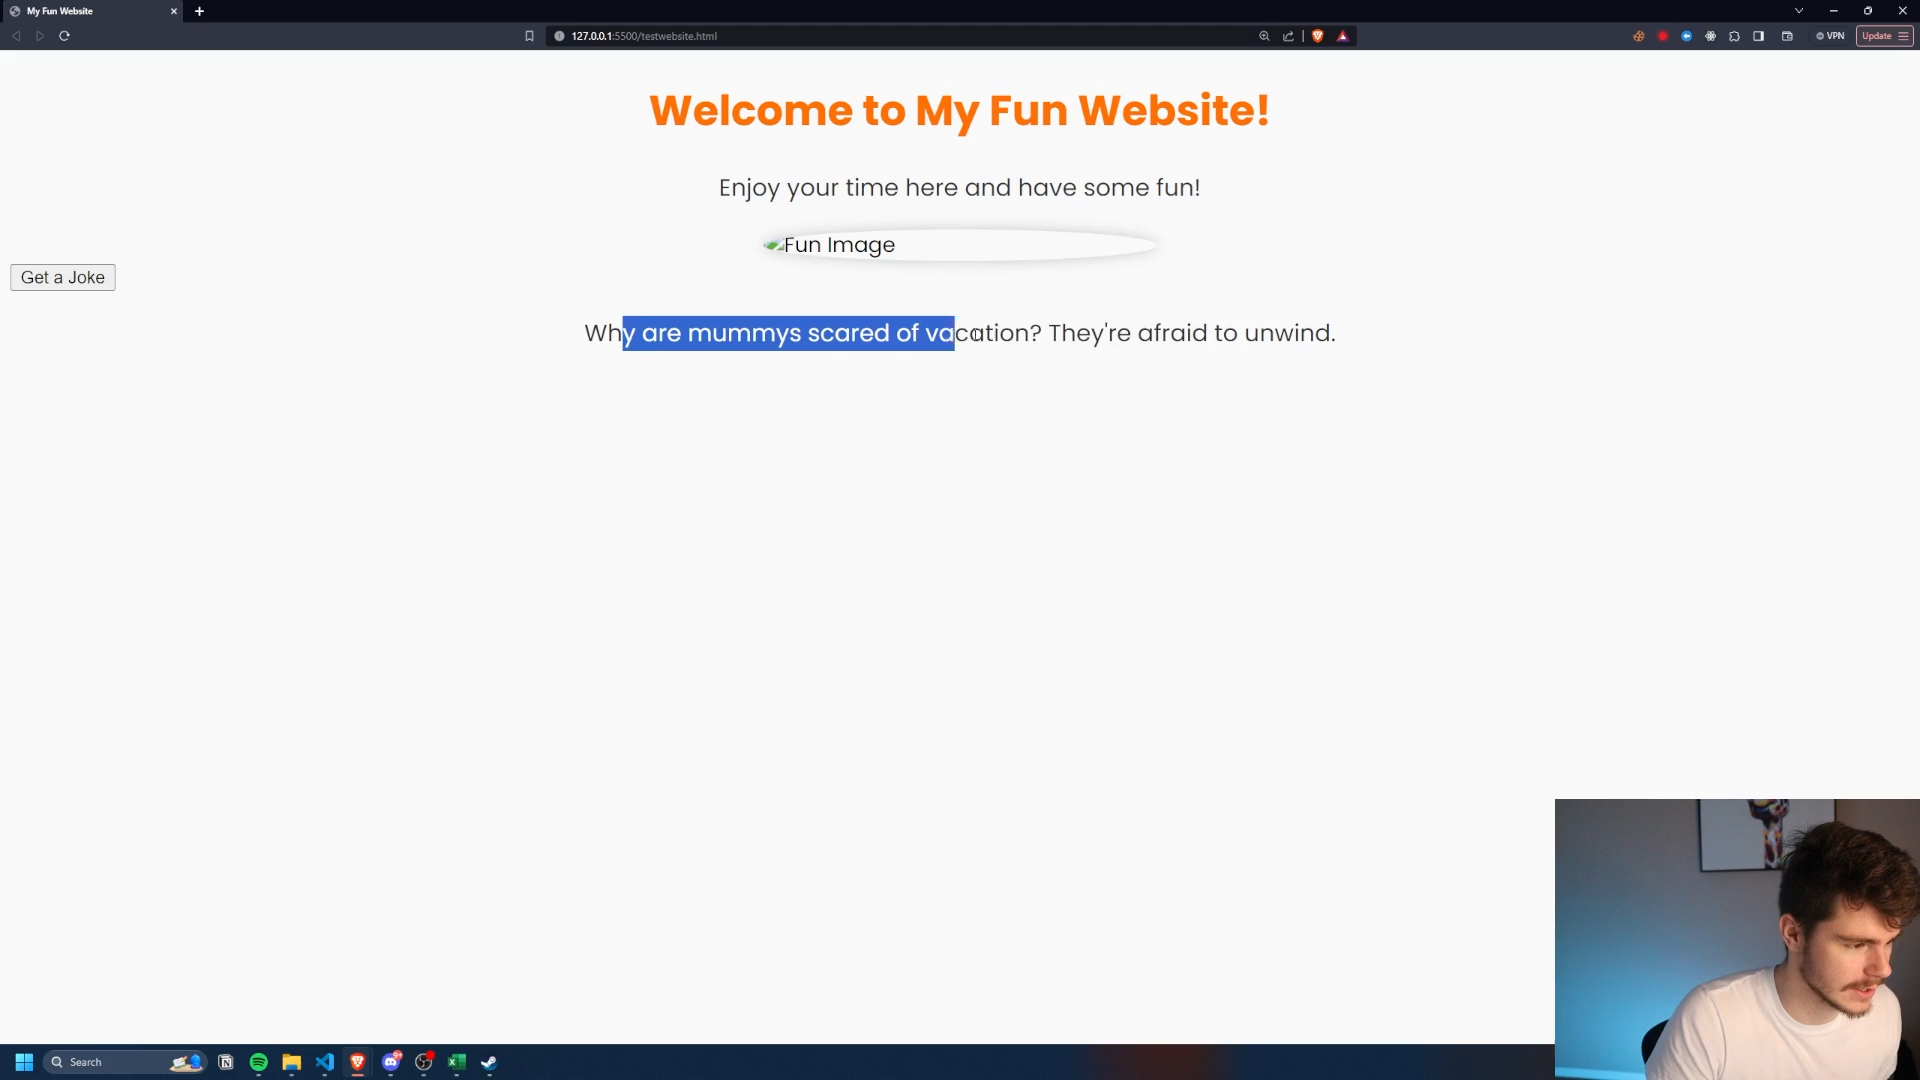 My Fun Website
127.0.0.1:5500/testwebsite.html
VPN
Update
Welcome to My Fun Website!
Enjoy your time here and have some fun!
Fun Image
Get a Joke
Why are mummys scared of vacation? They're afraid to unwind.
Search